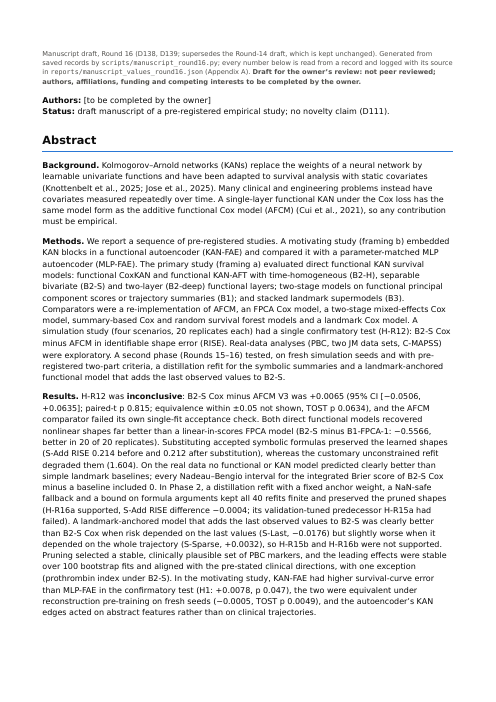 Manuscript draft, Round 16 (D138, D139; supersedes the Round-14 draft, which is kept unchanged). Generated from
saved records by scripts/manuscript_round16.py; every number below is read from a record and logged with its source
in reports/manuscript_values_round16.json (Appendix A). Draft for the owner's review: not peer reviewed;
authors, affiliations, funding and competing interests to be completed by the owner.
Authors: [to be completed by the owner]
Status: draft manuscript of a pre-registered empirical study; no novelty claim (D111).
Abstract
Background. Kolmogorov–Arnold networks (KANs) replace the weights of a neural network by
learnable univariate functions and have been adapted to survival analysis with static covariates
(Knottenbelt et al., 2025; Jose et al., 2025). Many clinical and engineering problems instead have
covariates measured repeatedly over time. A single-layer functional KAN under the Cox loss has the
same model form as the additive functional Cox model (AFCM) (Cui et al., 2021), so any contribution
must be empirical.
Methods. We report a sequence of pre-registered studies. A motivating study (framing b) embedded
KAN blocks in a functional autoencoder (KAN-FAE) and compared it with a parameter-matched MLP
autoencoder (MLP-FAE). The primary study (framing a) evaluated direct functional KAN survival
models: functional CoxKAN and functional KAN-AFT with time-homogeneous (B2-H), separable
bivariate (B2-S) and two-layer (B2-deep) functional layers; two-stage models on functional principal
component scores or trajectory summaries (B1); and stacked landmark supermodels (B3).
Comparators were a re-implementation of AFCM, an FPCA Cox model, a two-stage mixed-effects Cox
model, summary-based Cox and random survival forest models and a landmark Cox model. A
simulation study (four scenarios, 20 replicates each) had a single confirmatory test (H-R12): B2-S Cox
minus AFCM in identifiable shape error (RISE). Real-data analyses (PBC, two JM data sets, C-MAPSS)
were exploratory. A second phase (Rounds 15–16) tested, on fresh simulation seeds and with pre-
registered two-part criteria, a distillation refit for the symbolic summaries and a landmark-anchored
functional model that adds the last observed values to B2-S.
Results. H-R12 was inconclusive: B2-S Cox minus AFCM V3 was +0.0065 (95% CI [−0.0506,
+0.0635]; paired-t p 0.815; equivalence within ±0.05 not shown, TOST p 0.0634), and the AFCM
comparator failed its own single-fit acceptance check. Both direct functional models recovered
nonlinear shapes far better than a linear-in-scores FPCA model (B2-S minus B1-FPCA-1: −0.5566,
better in 20 of 20 replicates). Substituting accepted symbolic formulas preserved the learned shapes
(S-Add RISE 0.214 before and 0.212 after substitution), whereas the customary unconstrained refit
degraded them (1.604). On the real data no functional or KAN model predicted clearly better than
simple landmark baselines; every Nadeau–Bengio interval for the integrated Brier score of B2-S Cox
minus a baseline included 0. In Phase 2, a distillation refit with a fixed anchor weight, a NaN-safe
fallback and a bound on formula arguments kept all 40 refits finite and preserved the pruned shapes
(H-R16a supported, S-Add RISE difference −0.0004; its validation-tuned predecessor H-R15a had
failed). A landmark-anchored model that adds the last observed values to B2-S was clearly better
than B2-S Cox when risk depended on the last values (S-Last, −0.0176) but slightly worse when it
depended on the whole trajectory (S-Sparse, +0.0032), so H-R15b and H-R16b were not supported.
Pruning selected a stable, clinically plausible set of PBC markers, and the leading effects were stable
over 100 bootstrap fits and aligned with the pre-stated clinical directions, with one exception
(prothrombin index under B2-S). In the motivating study, KAN-FAE had higher survival-curve error
than MLP-FAE in the confirmatory test (H1: +0.0078, p 0.047), the two were equivalent under
reconstruction pre-training on fresh seeds (−0.0005, TOST p 0.0049), and the autoencoder's KAN
edges acted on abstract features rather than on clinical trajectories.